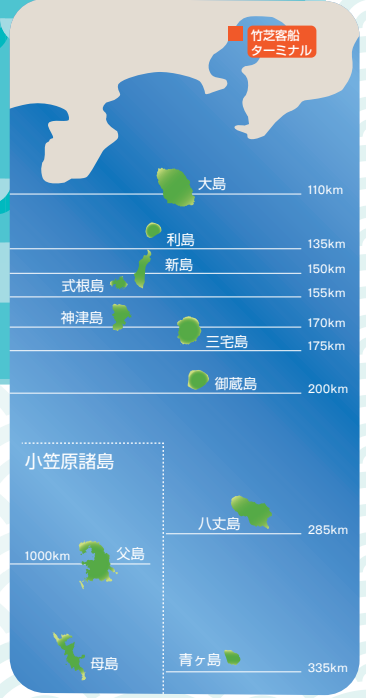 竹芝客船
ターミナル
大島
110km
利島
135km
新島
150km
式根島
155km
神津島
170km
三宅島
175km
御蔵島
200km
小笠原諸島
八丈島
285km
1000km
父島
母島
青ヶ島
335km